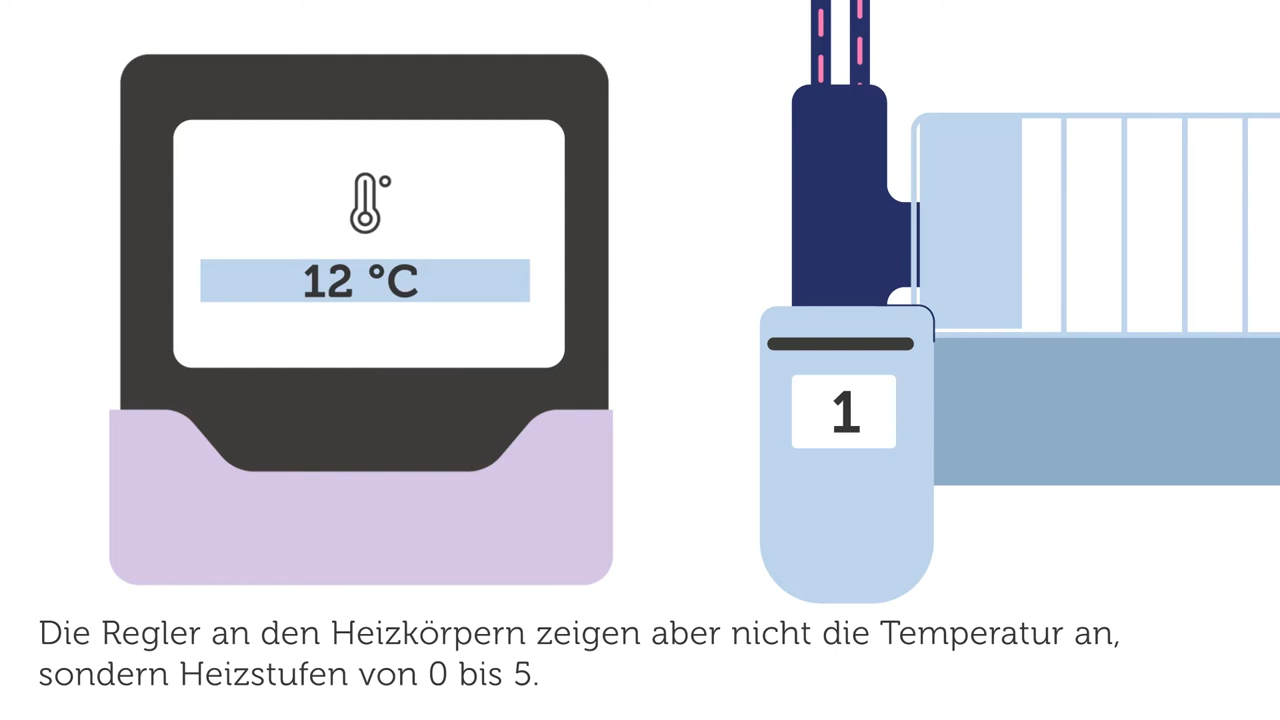 12 °C
1
Die Regler an den Heizkörpern zeigen aber nicht die Temperatur an,
sondern Heizstufen von 0 bis 5.